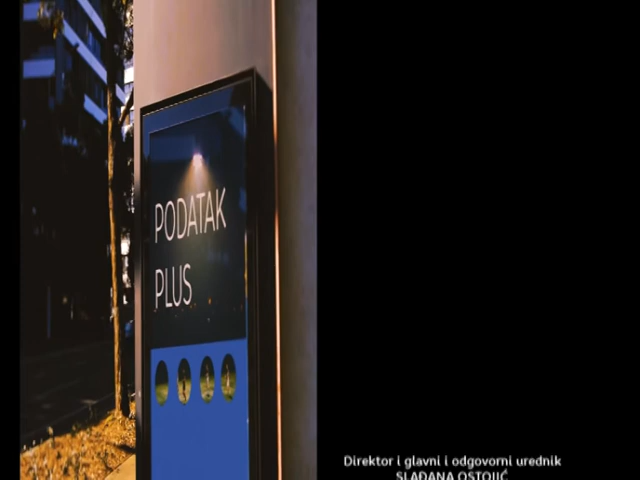 PODATAK
PLUS
Direktor i glavni i odgovorni urednik
SLAĐANA OSTOJIĆ